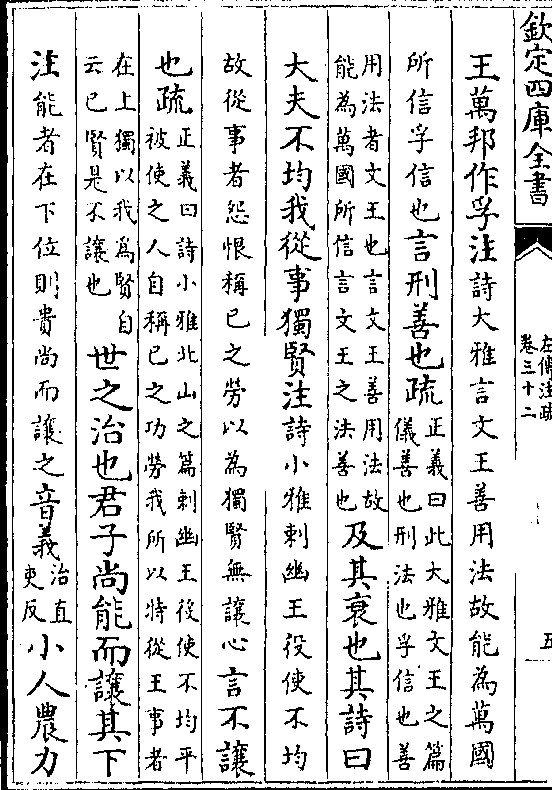 欽定四庫全書
左傳注疏
卷三十二
五
王萬邦作孚注詩大雅言文王善用法故能為萬國
所信孚信也言刑善也疏正義曰此大雅文王之篇
儀善也刑法也孚信也善
用法者文王也言文王善用法故
能為萬國所信言文王之法善也及其衰也其詩曰
大夫不均我從事獨賢注詩小雅刺幽王役使不均
故從事者怨恨稱已之勞以為獨賢無讓心言不讓
也疏正義曰詩小雅北山之篇刺幽王役使不均平
被使之人自稱已之功勞我所以特從王事者
在上獨以我為賢自
云已賢是不讓也世之治也君子尚能而讓其下
注能者在下位則貴尚而讓之音義治直
吏反小人農力